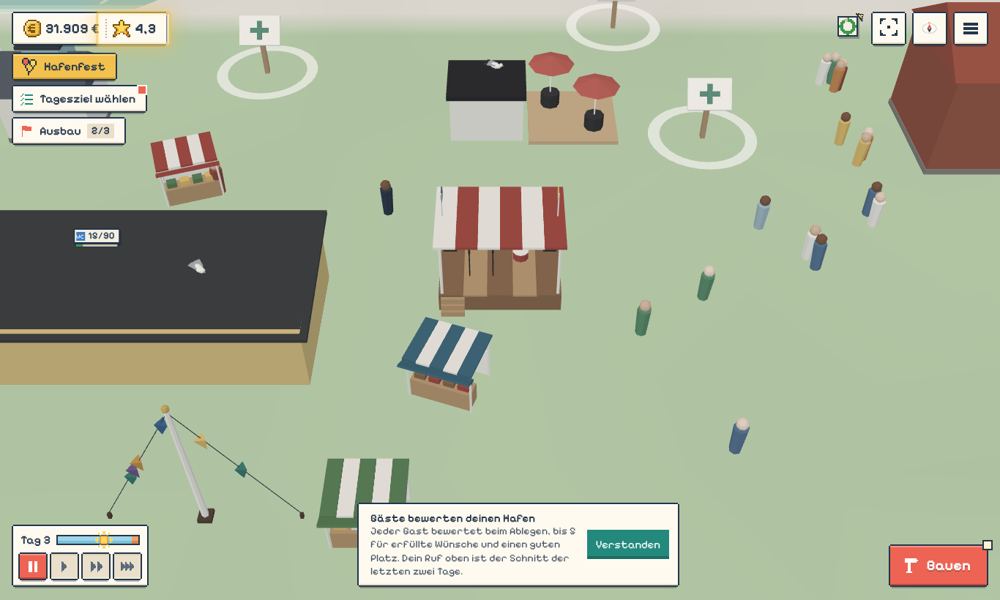 31.909 €
4,3
Hafenfest
Tagesziel wählen
Ausbau 2/3
WC 18/90
Tag 3
Gäste bewerten deinen Hafen
Jeder Gast bewertet beim Ablegen, bis 5
für erfüllte Wünsche und einen guten
Platz. Dein Ruf oben ist der Schnitt der
letzten zwei Tage.
Verstanden
Bauen